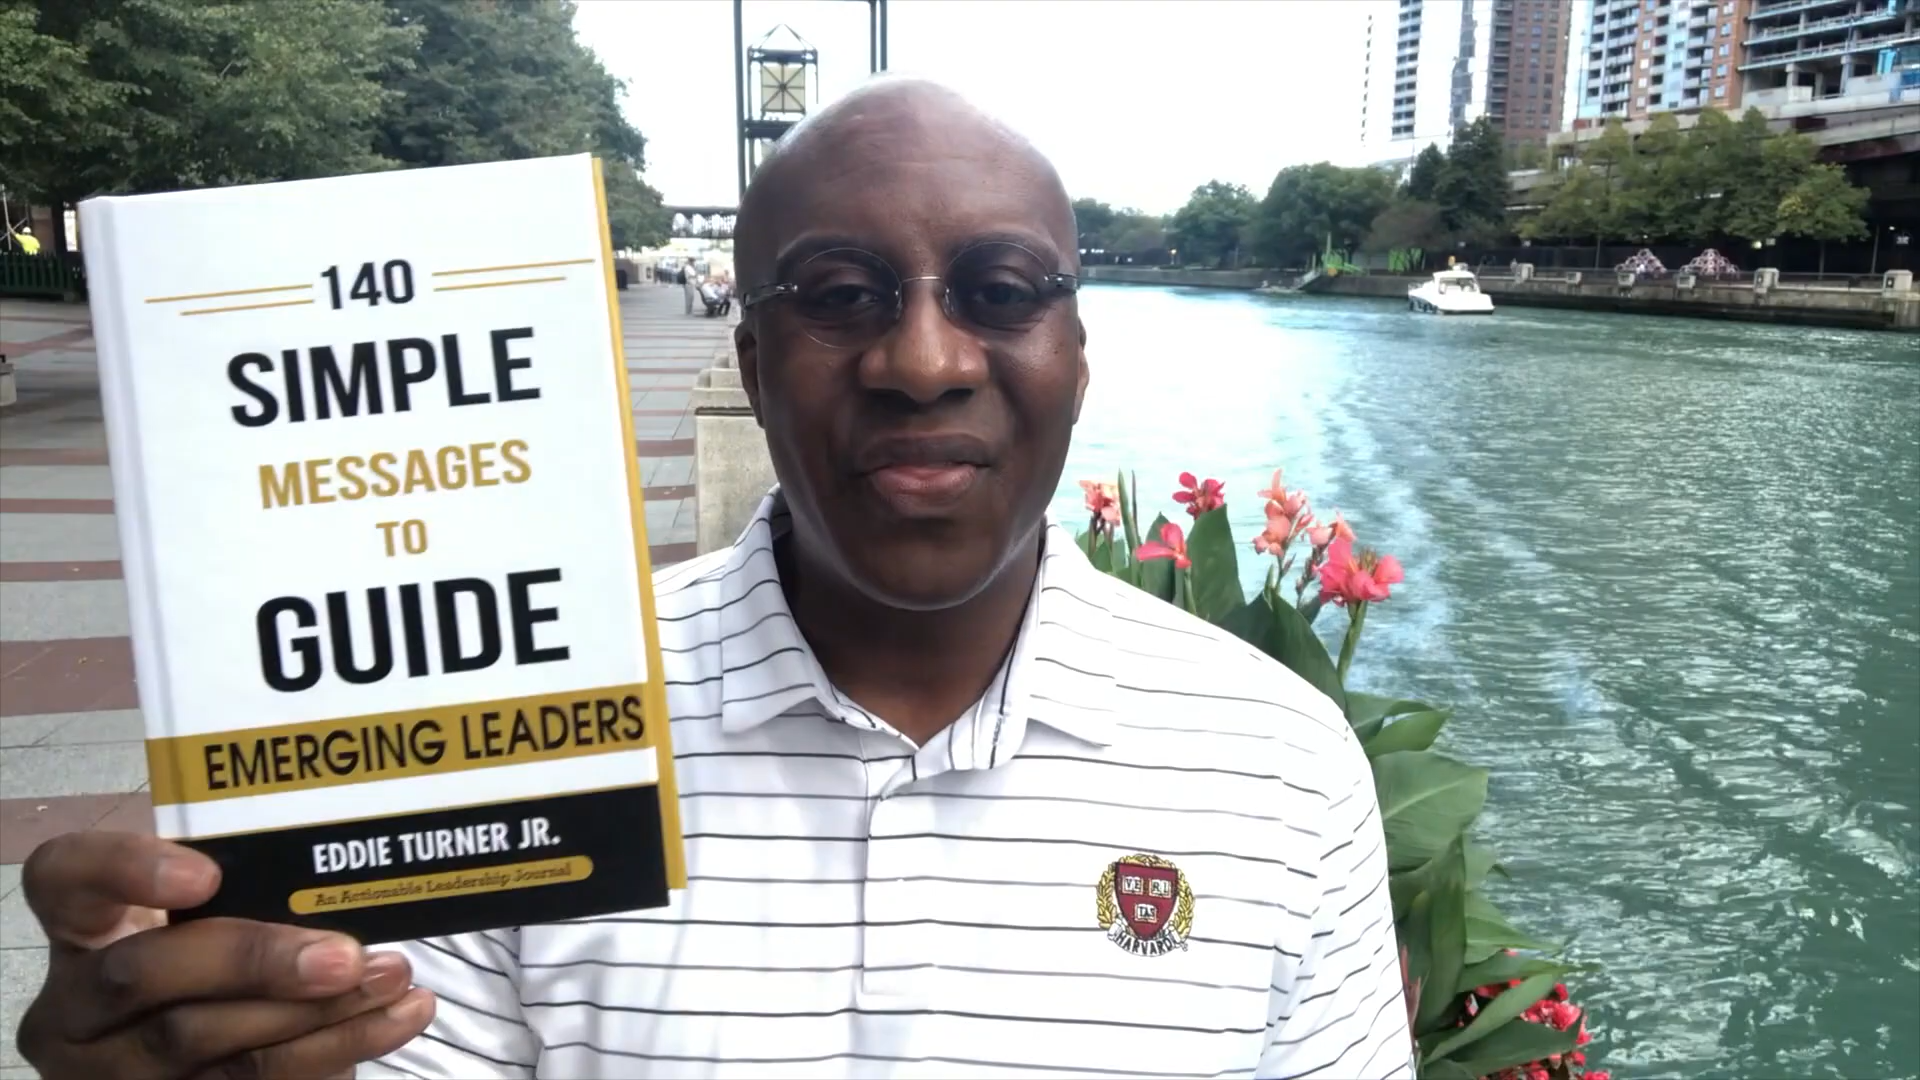 140
SIMPLE
MESSAGES
TO
GUIDE
EMERGING LEADERS
EDDIE TURNER JR.
An Actionable Leadership Journal
VE RI
TAS
HARVARD